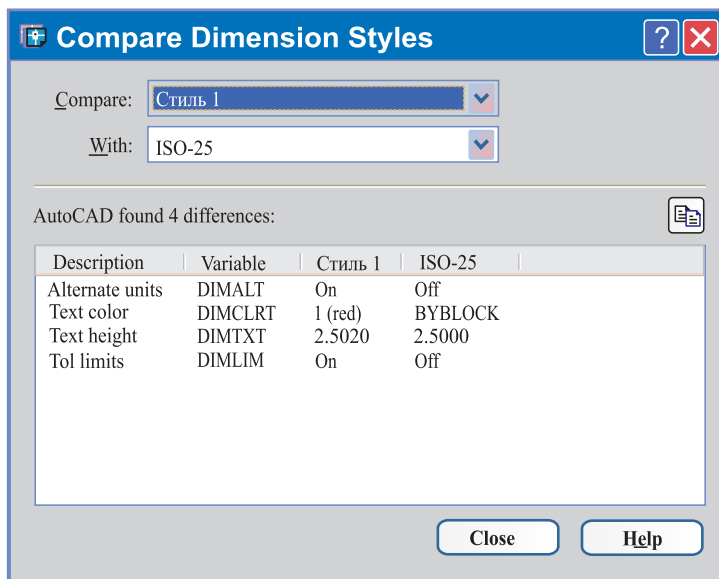 Compare Dimension Styles ?
Compare: Стиль 1
With: ISO-25
AutoCAD found 4 differences:
Description Variable Стиль 1 ISO-25
Alternate units DIMALT On Off
Text color DIMCLRT 1 (red) BYBLOCK
Text height DIMTXT 2.5020 2.5000
Tol limits DIMLIM On Off
Close Help